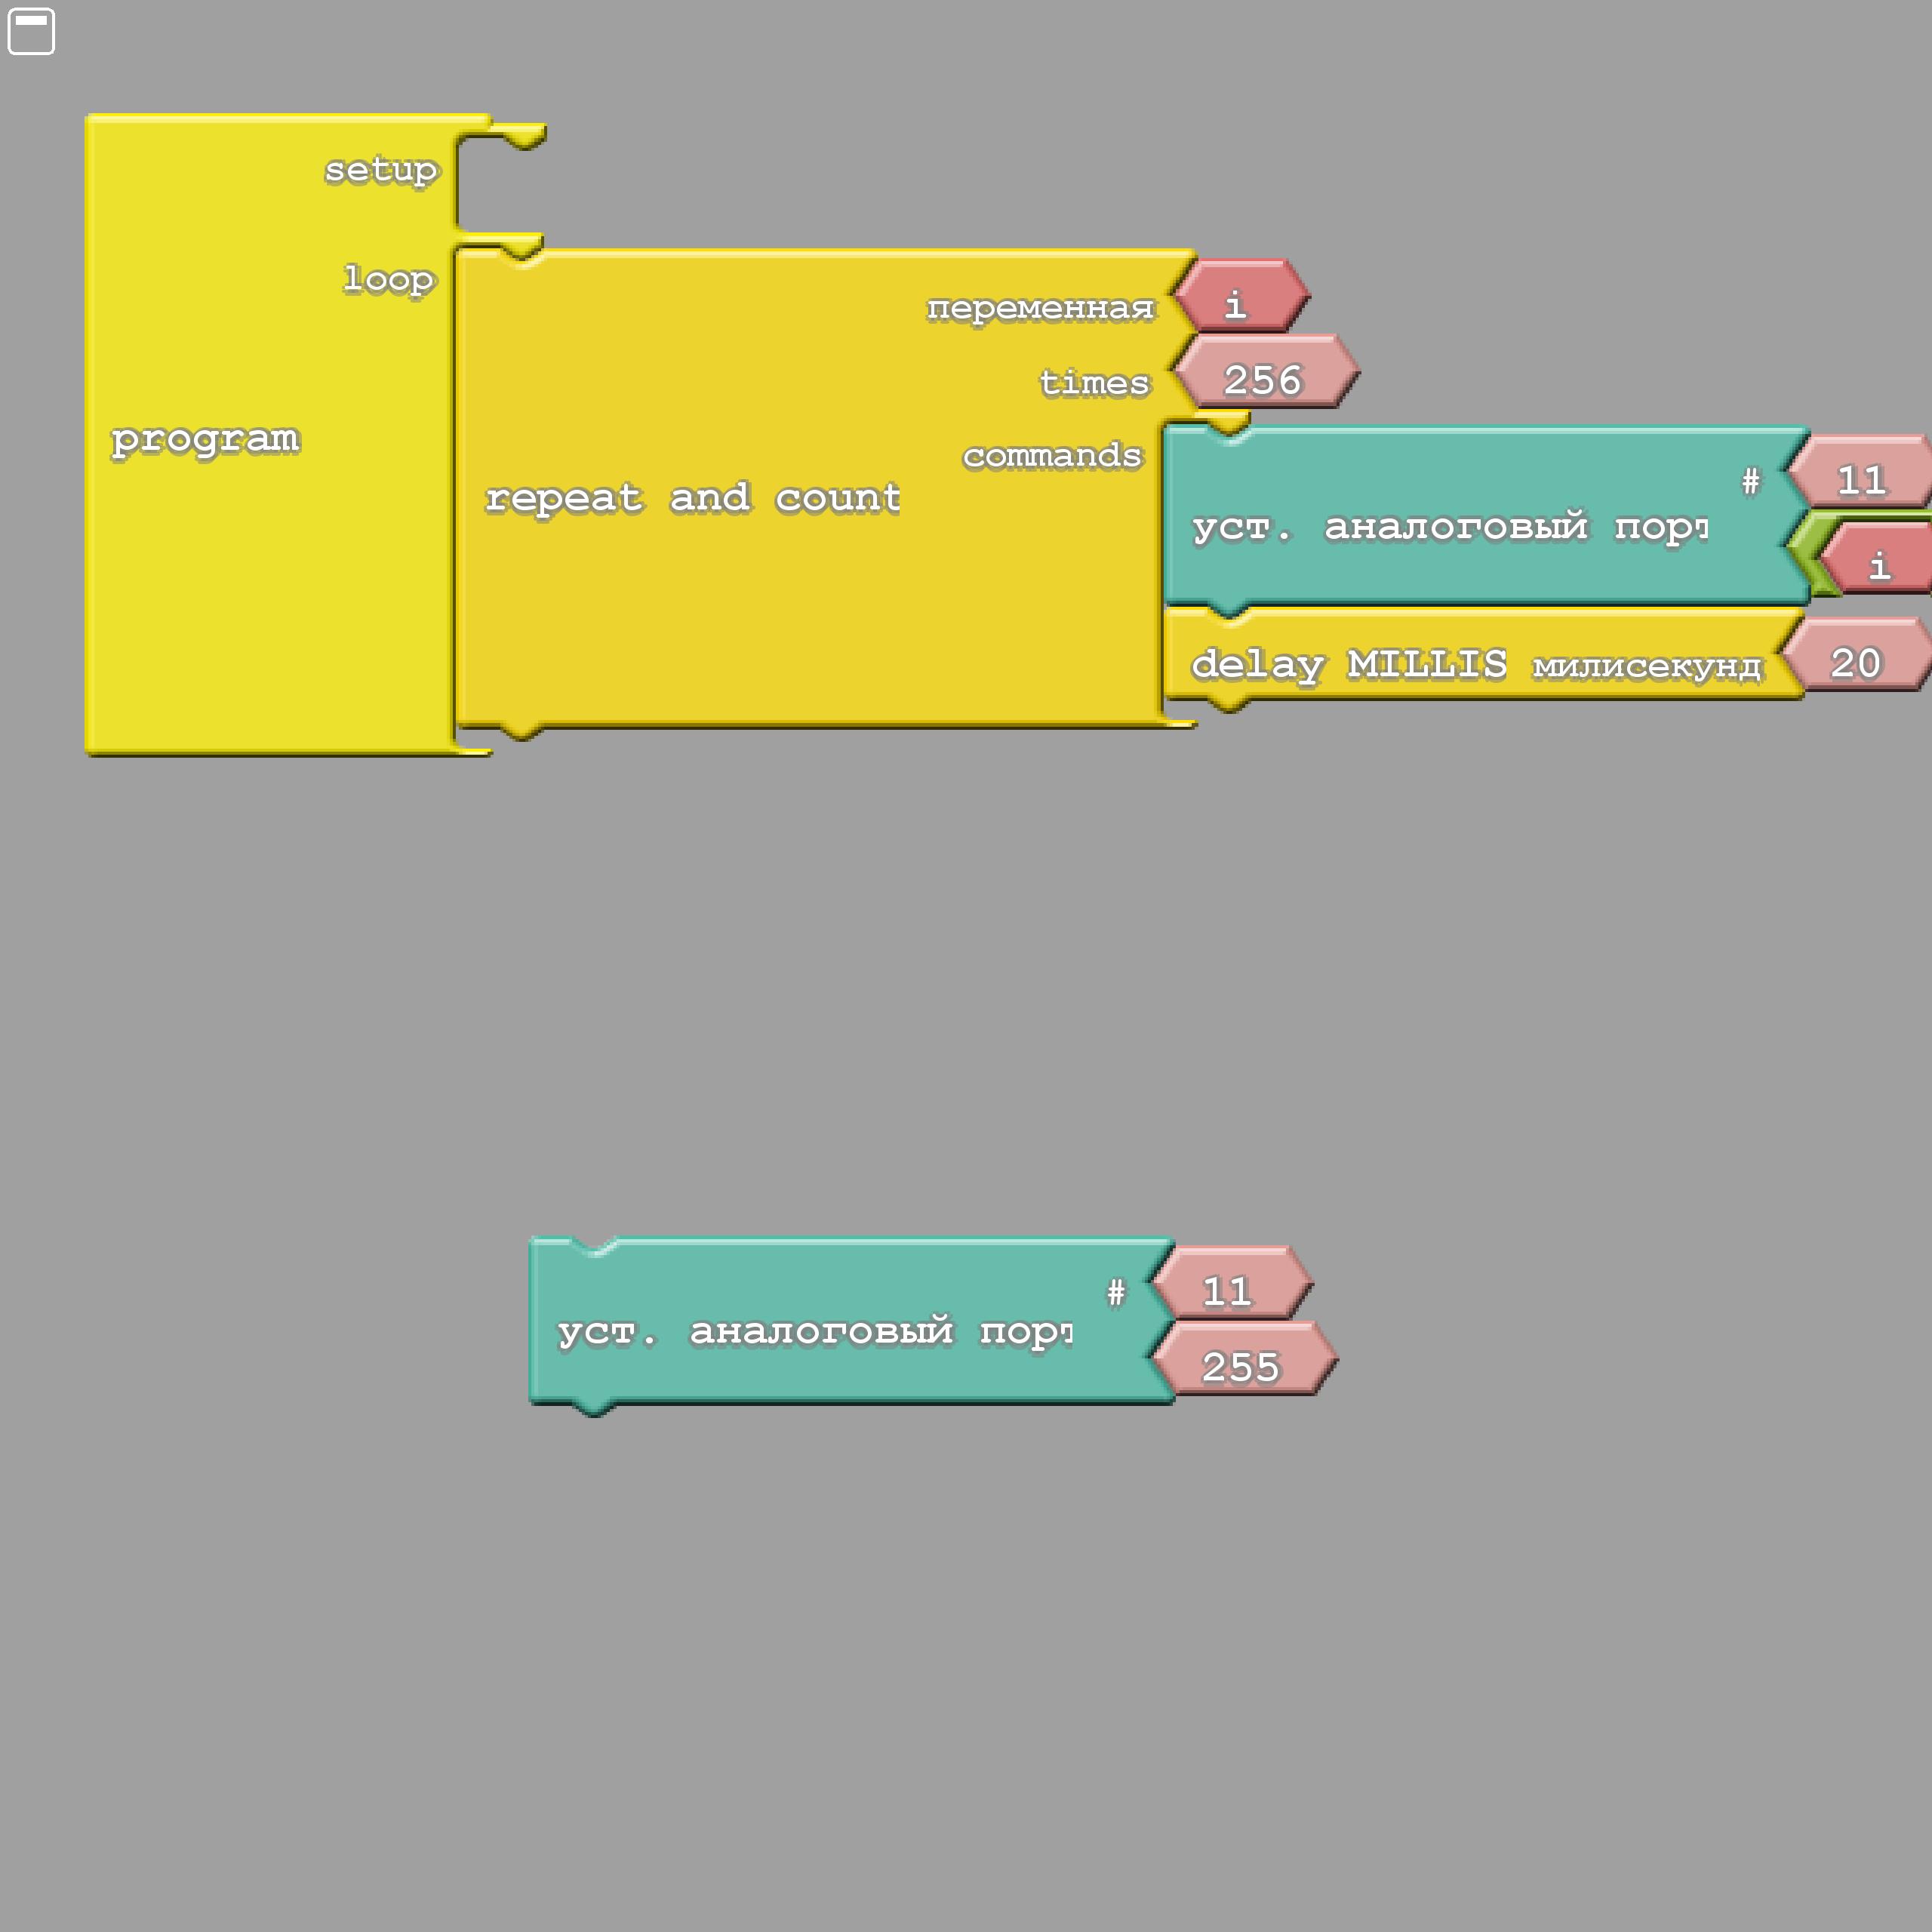 setup
loop
program
переменная i
times 256
commands
repeat and count
# 11
уст. аналоговый порт
i
delay MILLIS милисекунд 20
# 11
уст. аналоговый порт
255